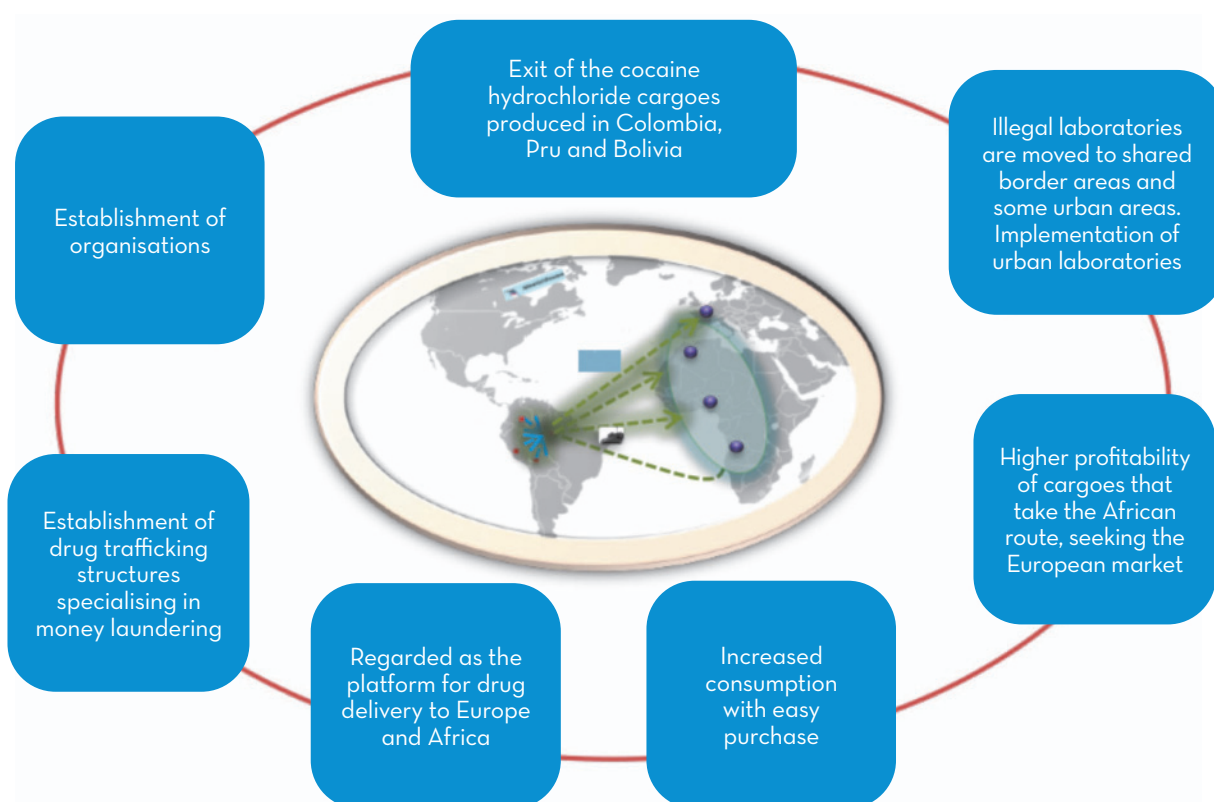 Exit of the cocaine
hydrochloride cargoes
produced in Colombia,
Pru and Bolivia
Illegal laboratories
are moved to shared
border areas and
some urban areas.
Implementation of
urban laboratories
Establishment of
organisations
Higher profitability
of cargoes that
take the African
route, seeking the
European market
Establishment of
drug trafficking
structures
specialising in
money laundering
Regarded as the
platform for drug
delivery to Europe
and Africa
Increased
consumption
with easy
purchase